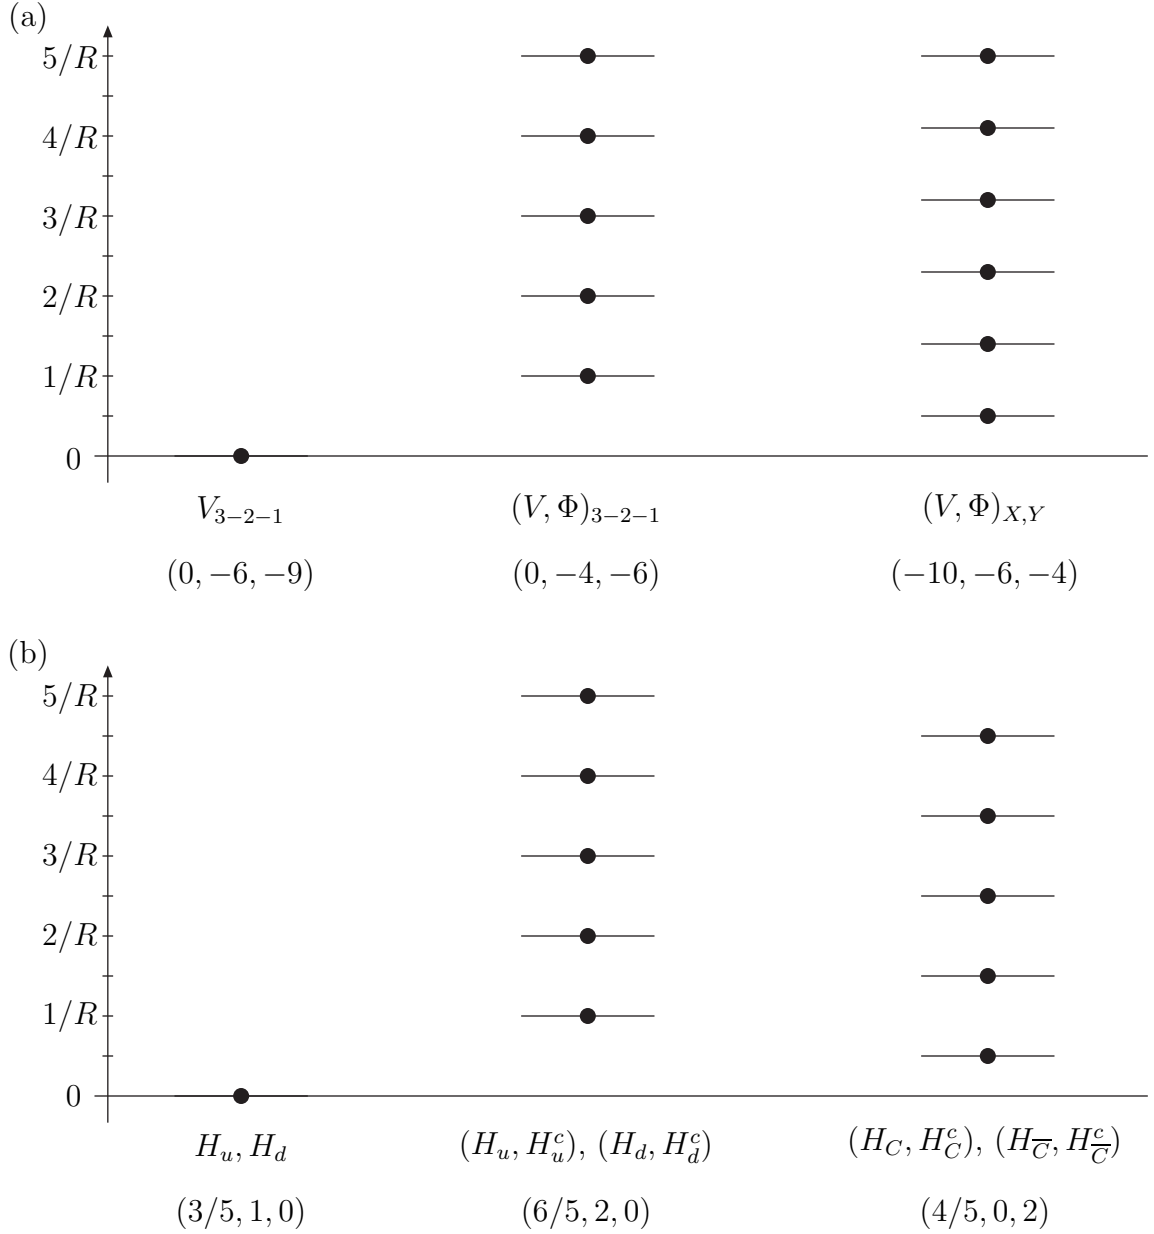 (a)
5/R
4/R
3/R
2/R
1/R
0
V₃₋₂₋₁ (V, Φ)₃₋₂₋₁ (V, Φ)_{X,Y}
(0, −6, −9) (0, −4, −6) (−10, −6, −4)
(b)
5/R
4/R
3/R
2/R
1/R
0
H_u, H_d (H_u, H_u^c), (H_d, H_d^c) (H_C, H_C^c), (H_{\overline{C}}, H_{\overline{C}}^c)
(3/5, 1, 0) (6/5, 2, 0) (4/5, 0, 2)